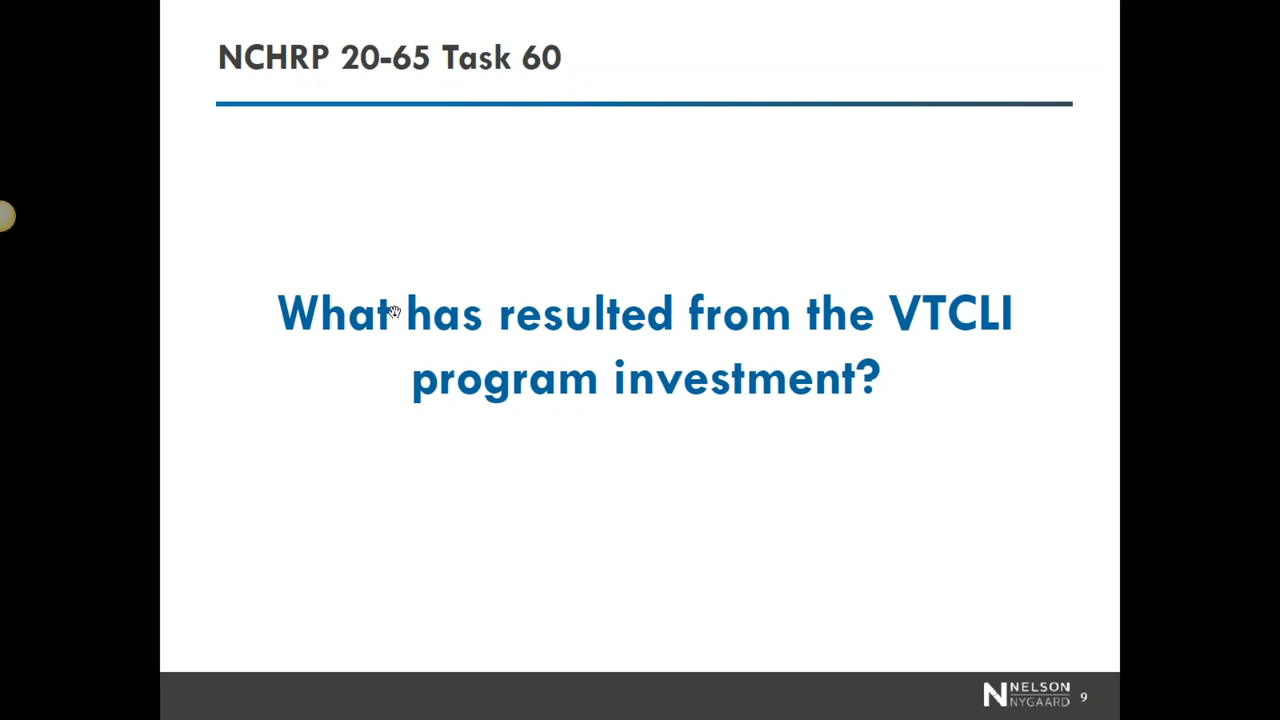 NCHRP 20-65 Task 60
What has resulted from the VTCLI
program investment?
NELSON
NYGAARD
9